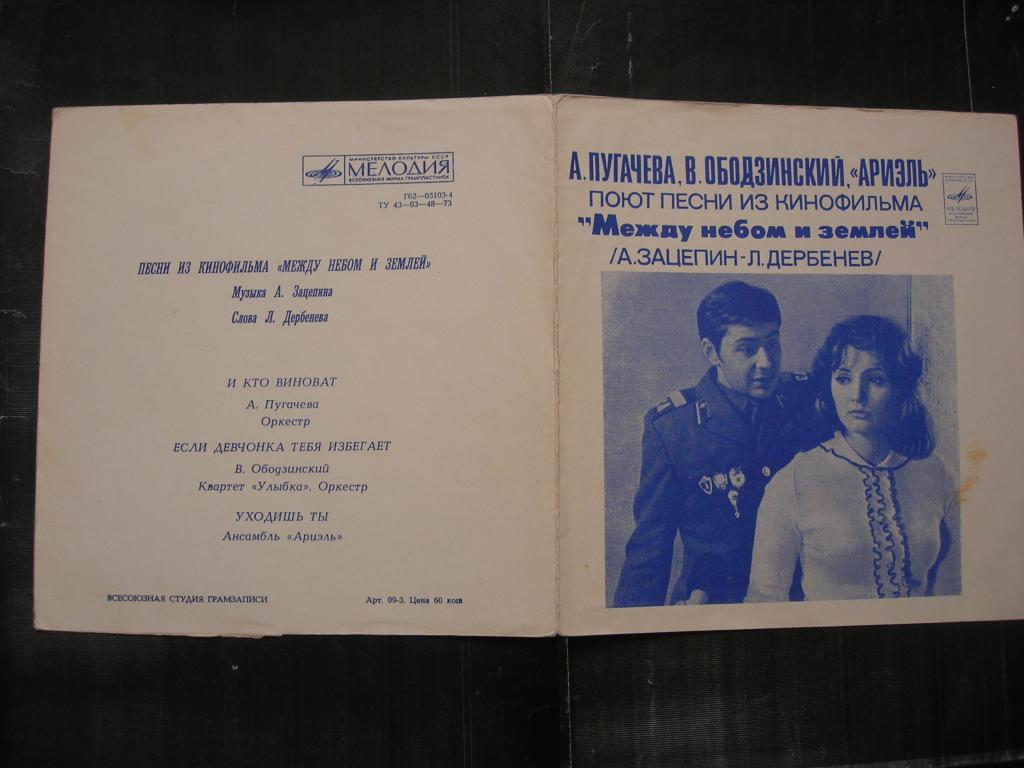 МИНИСТЕРСТВО КУЛЬТУРЫ СССР
МЕЛОДИЯ
ВСЕСОЮЗНАЯ ФИРМА ГРАМПЛАСТИНОК
Г62—05103-4
ТУ 43—03—48—73
ПЕСНИ ИЗ КИНОФИЛЬМА «МЕЖДУ НЕБОМ И ЗЕМЛЕЙ»
Музыка А. Зацепина
Слова Л. Дербенева
И КТО ВИНОВАТ
А. Пугачева
Оркестр
ЕСЛИ ДЕВЧОНКА ТЕБЯ ИЗБЕГАЕТ
В. Ободзинский
Квартет «Улыбка». Оркестр
УХОДИШЬ ТЫ
Ансамбль «Ариэль»
ВСЕСОЮЗНАЯ СТУДИЯ ГРАМЗАПИСИ
Арт. 09-3. Цена 60 коп
А. ПУГАЧЕВА, В. ОБОДЗИНСКИЙ, «АРИЭЛЬ»
ПОЮТ ПЕСНИ ИЗ КИНОФИЛЬМА
"Между небом и землей"
/А. ЗАЦЕПИН-Л. ДЕРБЕНЕВ/
МЕЛОДИЯ